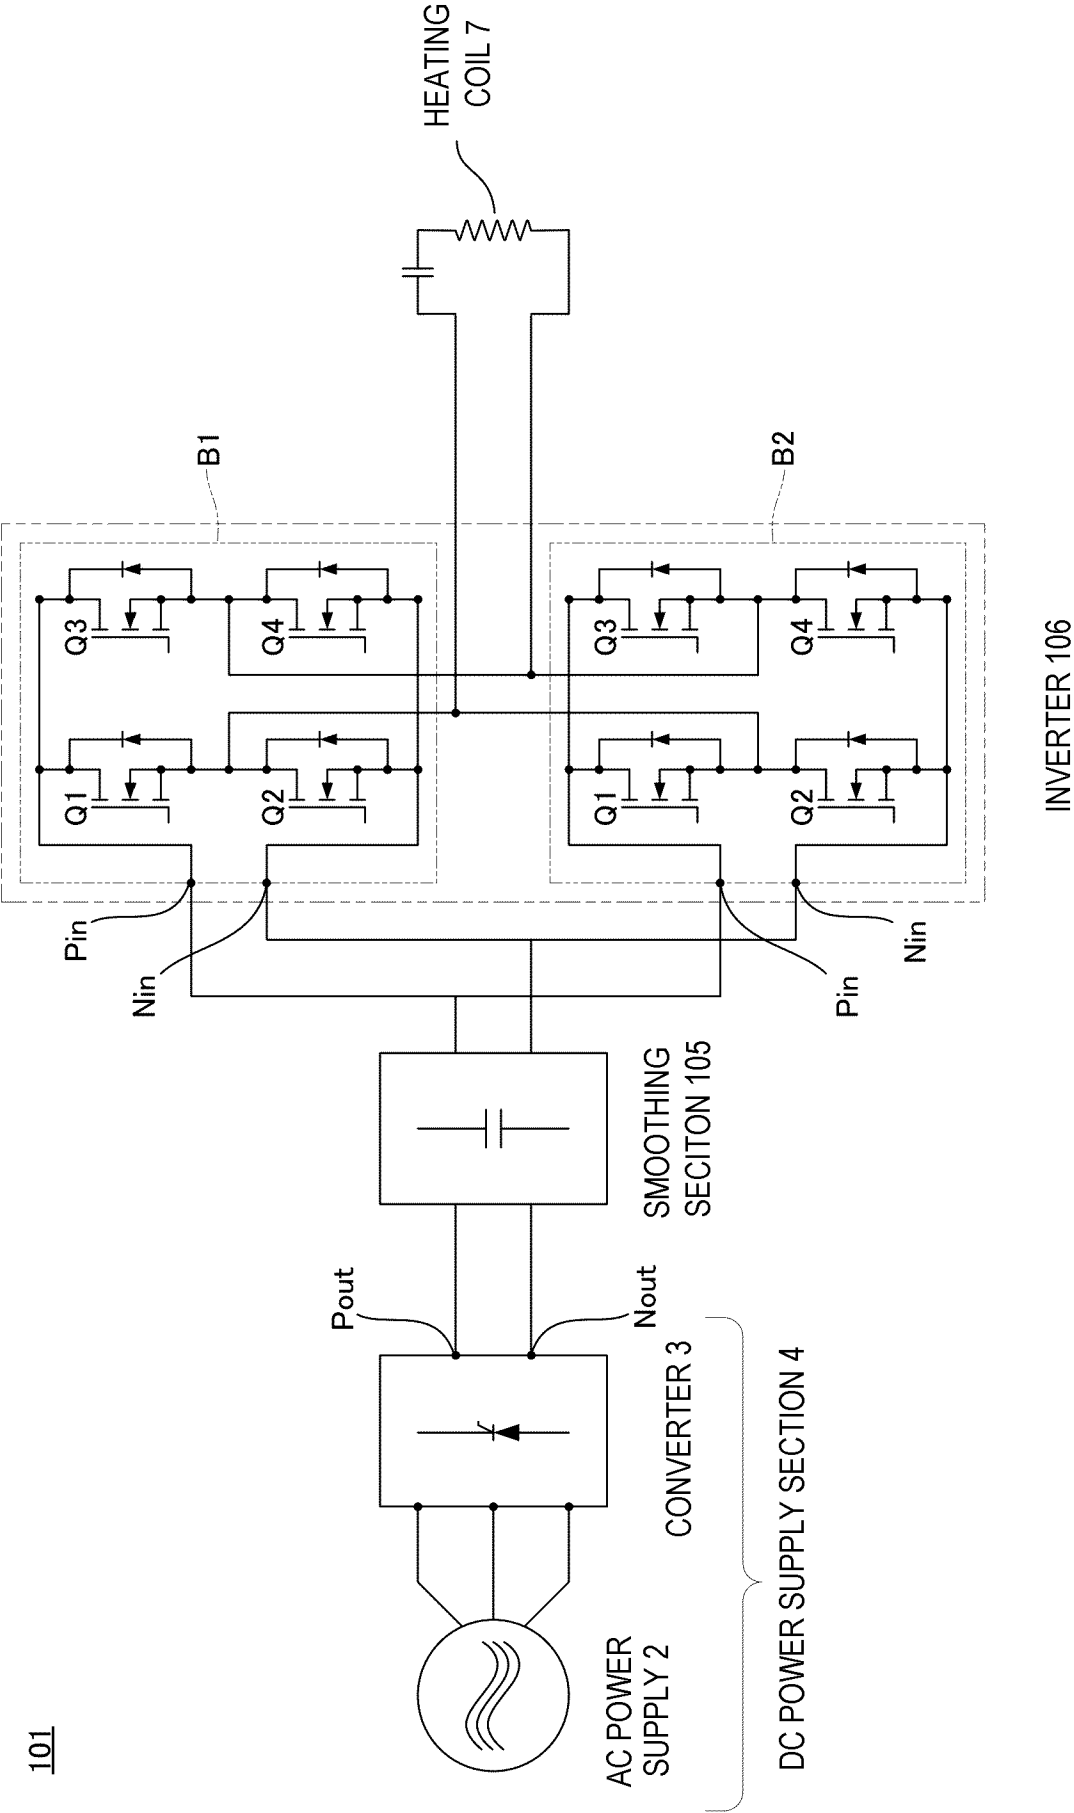 101
AC POWER
SUPPLY 2
CONVERTER 3
DC POWER SUPPLY SECTION 4
Pout
Nout
SMOOTHING
SECITON 105
Pin
Nin
Pin
Nin
Q1
Q2
Q3
Q4
B1
Q1
Q2
Q3
Q4
B2
INVERTER 106
HEATING
COIL 7